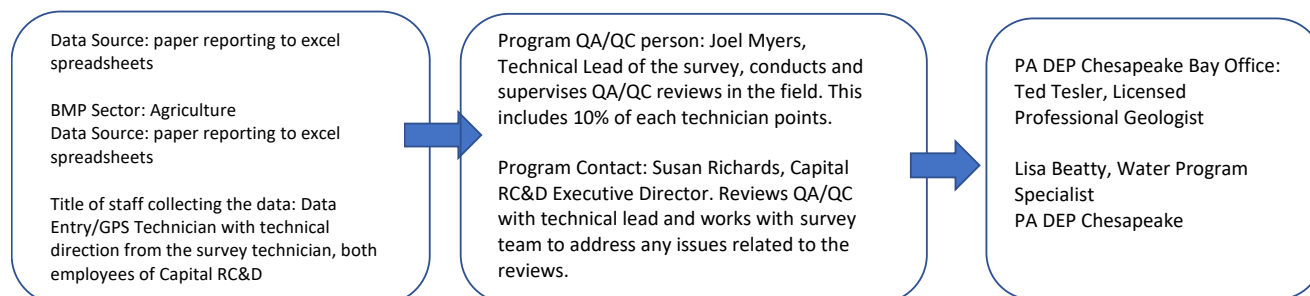 Data Source: paper reporting to excel
spreadsheets
BMP Sector: Agriculture
Data Source: paper reporting to excel
spreadsheets
Title of staff collecting the data: Data
Entry/GPS Technician with technical
direction from the survey technician, both
employees of Capital RC&D
Program QA/QC person: Joel Myers,
Technical Lead of the survey, conducts and
supervises QA/QC reviews in the field. This
includes 10% of each technician points.
Program Contact: Susan Richards, Capital
RC&D Executive Director. Reviews QA/QC
with technical lead and works with survey
team to address any issues related to the
reviews.
PA DEP Chesapeake Bay Office:
Ted Tesler, Licensed
Professional Geologist
Lisa Beatty, Water Program
Specialist
PA DEP Chesapeake